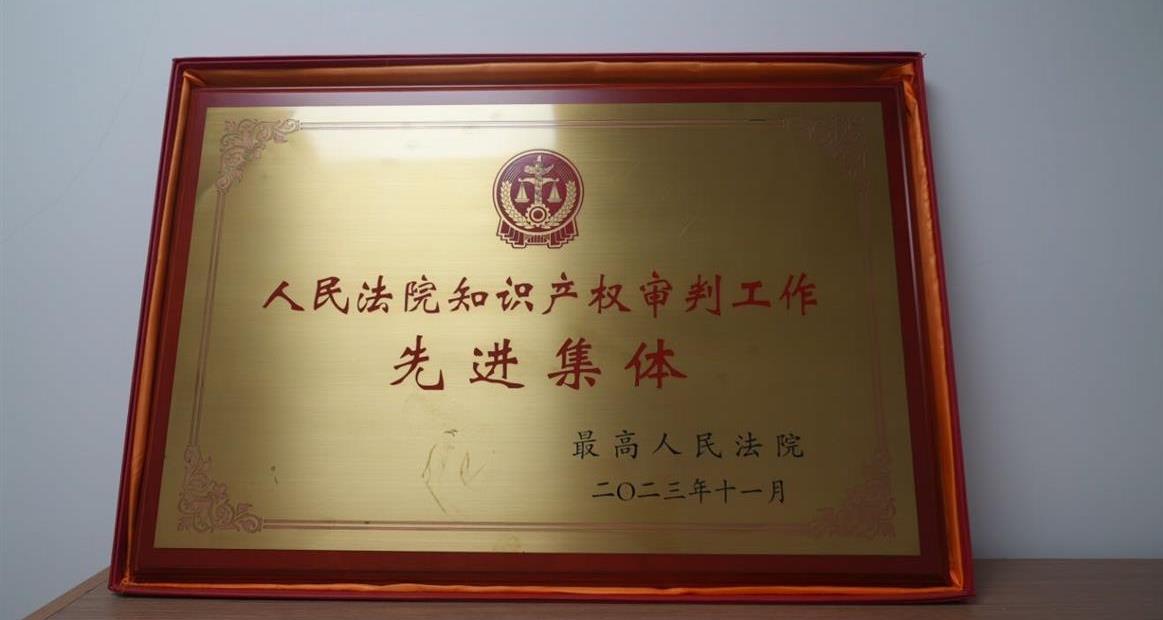 人民法院知识产权审判工作
先进集体
最高人民法院
二〇二三年十一月